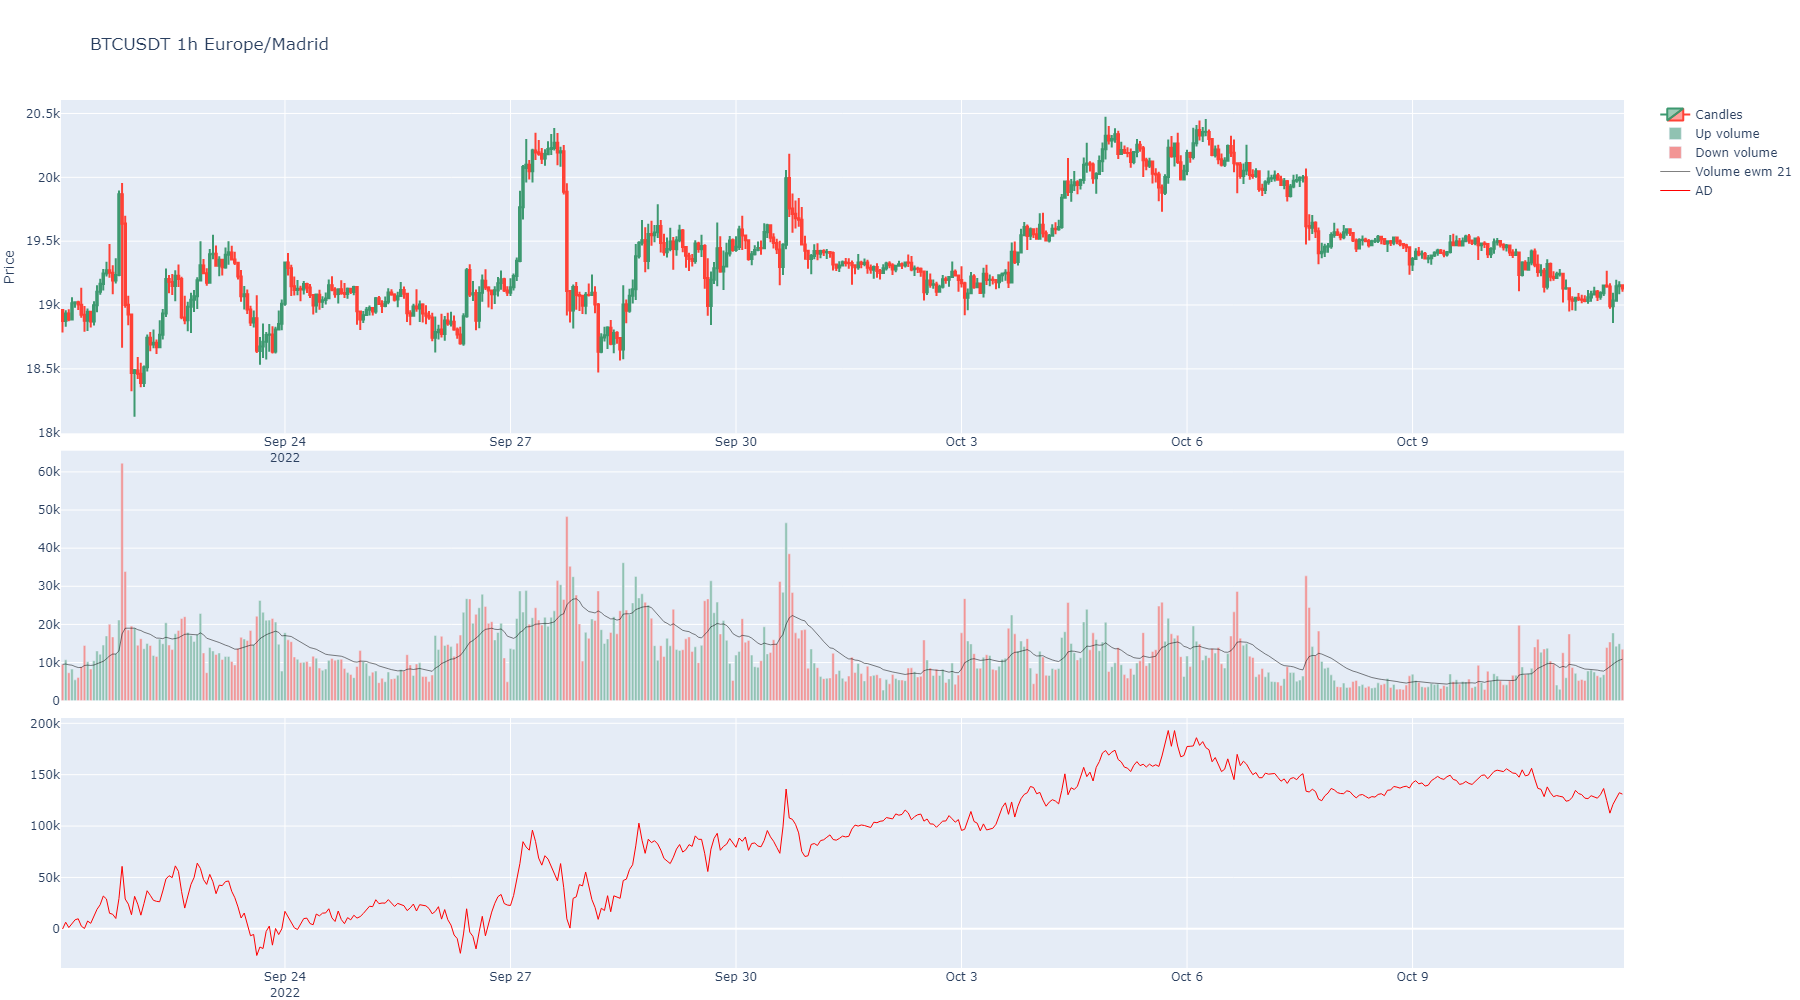 BTCUSDT 1h Europe/Madrid
Price
20.5k
20k
19.5k
19k
18.5k
18k
Sep 24
2022
Sep 27
Sep 30
Oct 3
Oct 6
Oct 9
Candles
Up volume
Down volume
Volume ewm 21
AD
60k
50k
40k
30k
20k
10k
0
200k
150k
100k
50k
0
Sep 24
2022
Sep 27
Sep 30
Oct 3
Oct 6
Oct 9